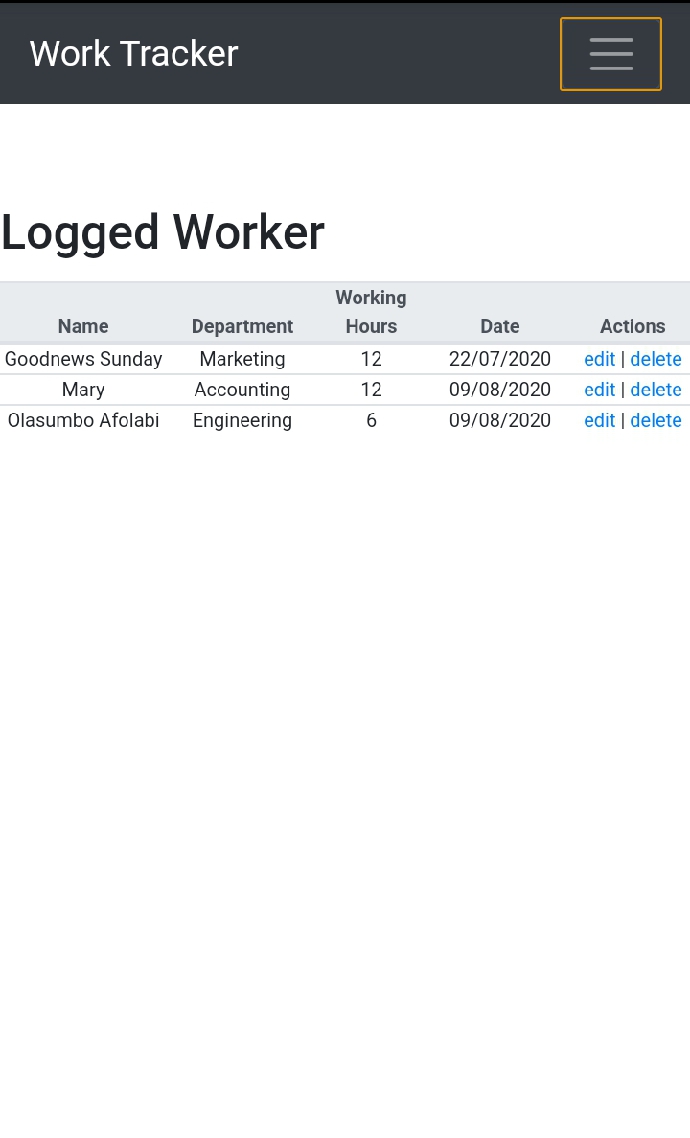 Work Tracker
Logged Worker
Name Department Working Hours Date Actions
Goodnews Sunday Marketing 12 22/07/2020 edit | delete
Mary Accounting 12 09/08/2020 edit | delete
Olasumbo Afolabi Engineering 6 09/08/2020 edit | delete